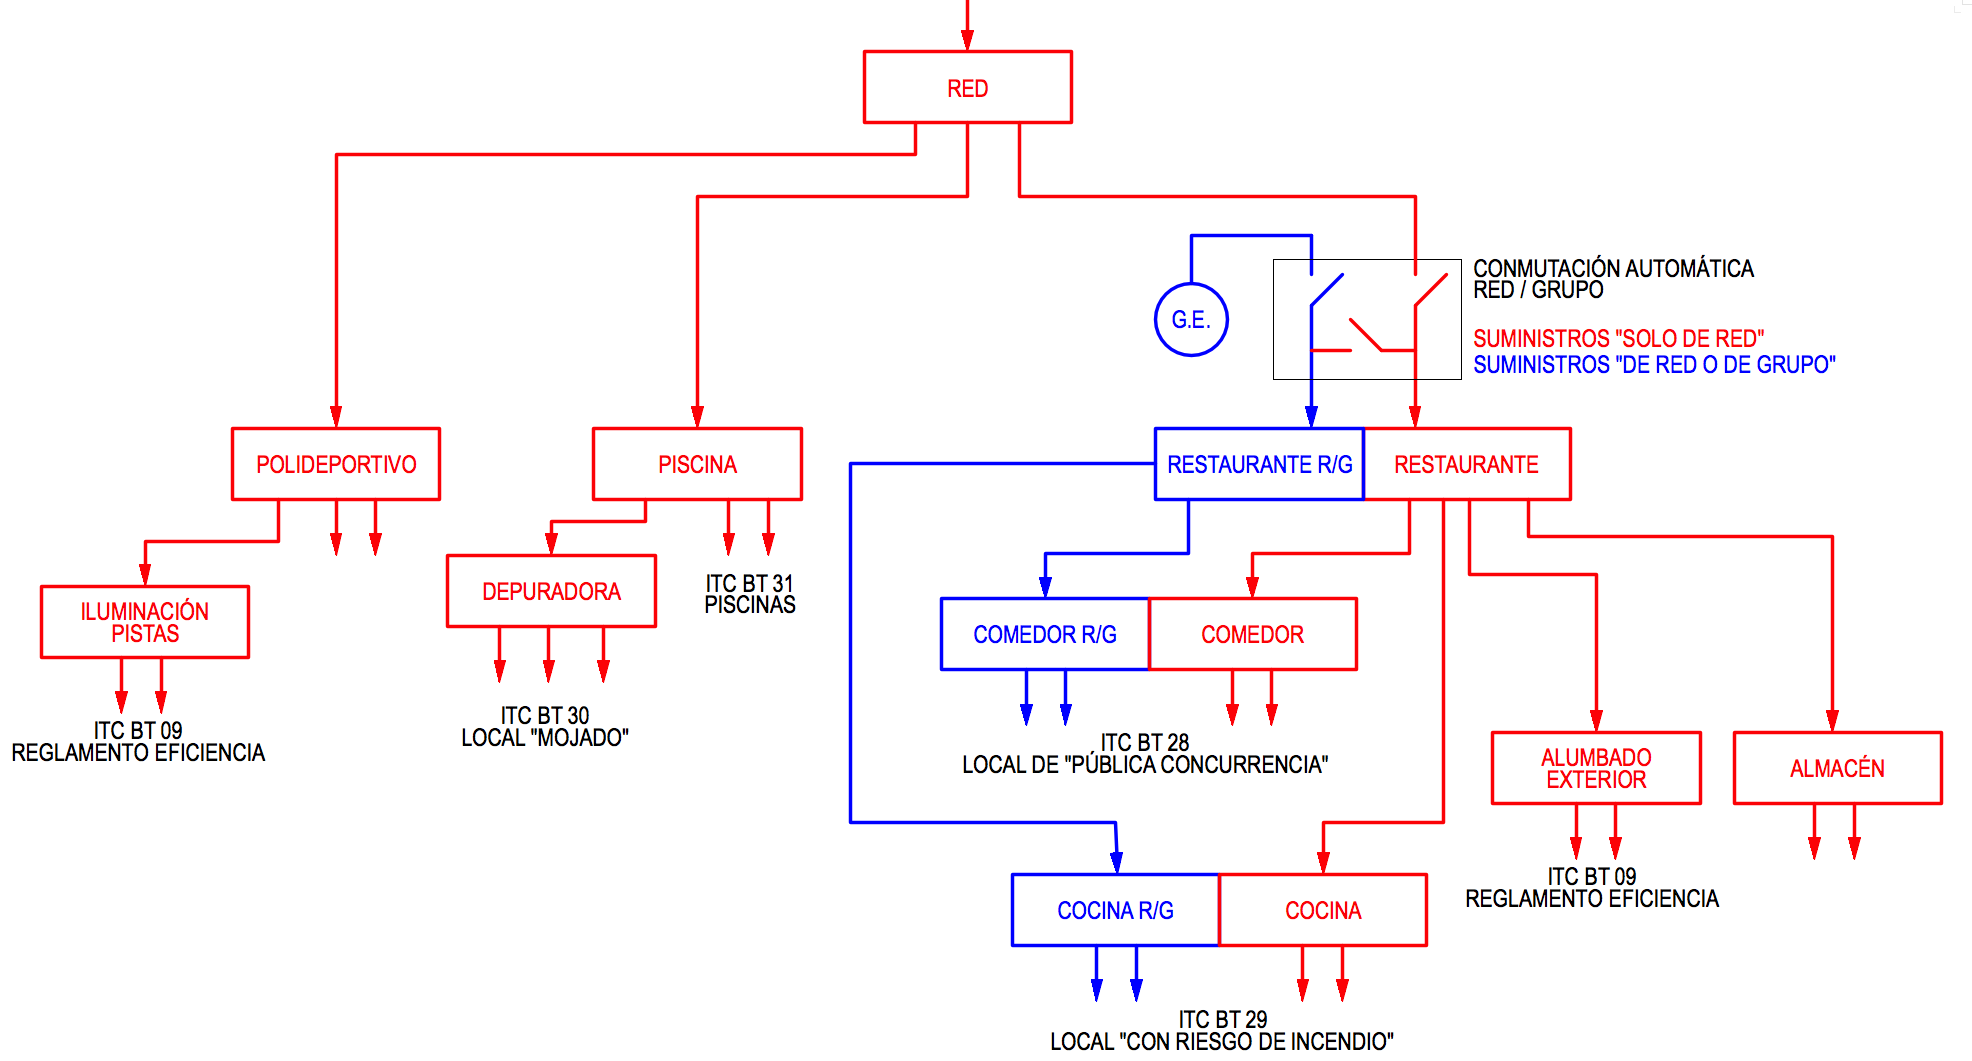 RED
CONMUTACIÓN AUTOMÁTICA
RED / GRUPO
G.E.
SUMINISTROS "SOLO DE RED"
SUMINISTROS "DE RED O DE GRUPO"
POLIDEPORTIVO
PISCINA
RESTAURANTE R/G
RESTAURANTE
ILUMINACIÓN
PISTAS
DEPURADORA
ITC BT 31
PISCINAS
COMEDOR R/G
COMEDOR
ITC BT 09
REGLAMENTO EFICIENCIA
ITC BT 30
LOCAL "MOJADO"
ITC BT 28
LOCAL DE "PÚBLICA CONCURRENCIA"
ALUMBADO
EXTERIOR
ALMACÉN
ITC BT 09
REGLAMENTO EFICIENCIA
COCINA R/G
COCINA
ITC BT 29
LOCAL "CON RIESGO DE INCENDIO"